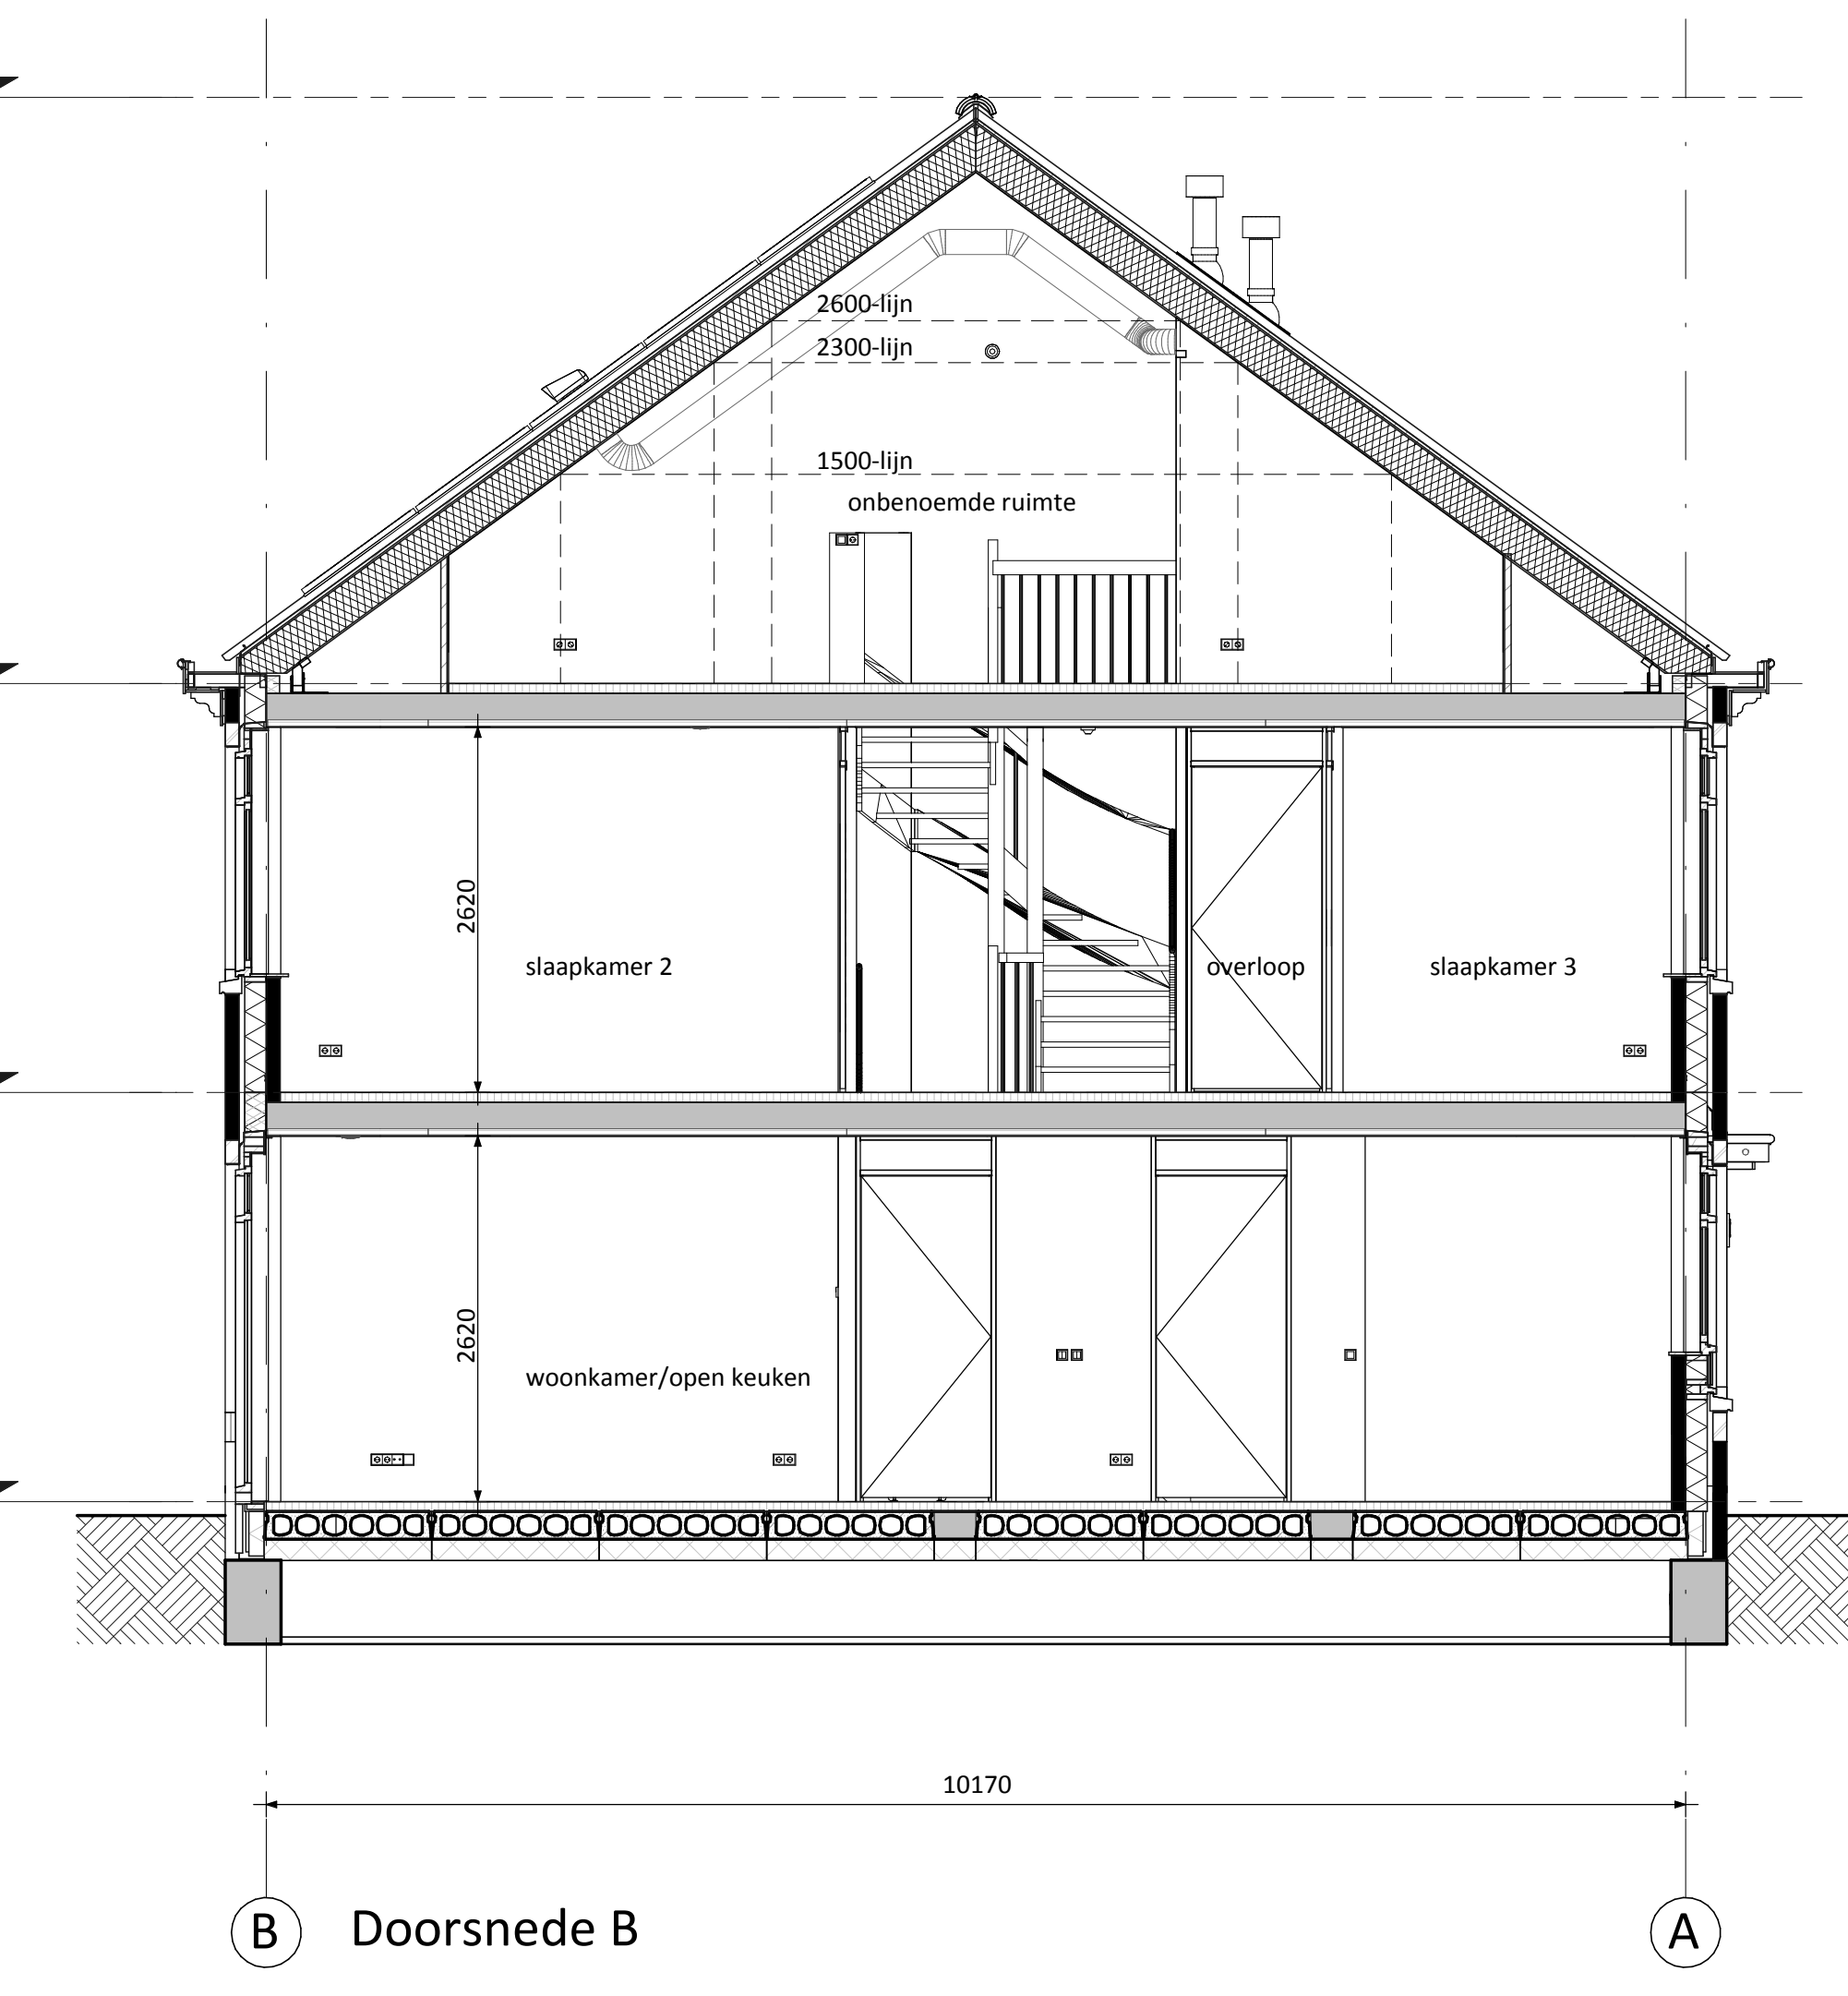 2600-lijn
2300-lijn
1500-lijn
onbenoemde ruimte
2620
slaapkamer 2
overloop
slaapkamer 3
2620
woonkamer/open keuken
10170
B
Doorsnede B
A